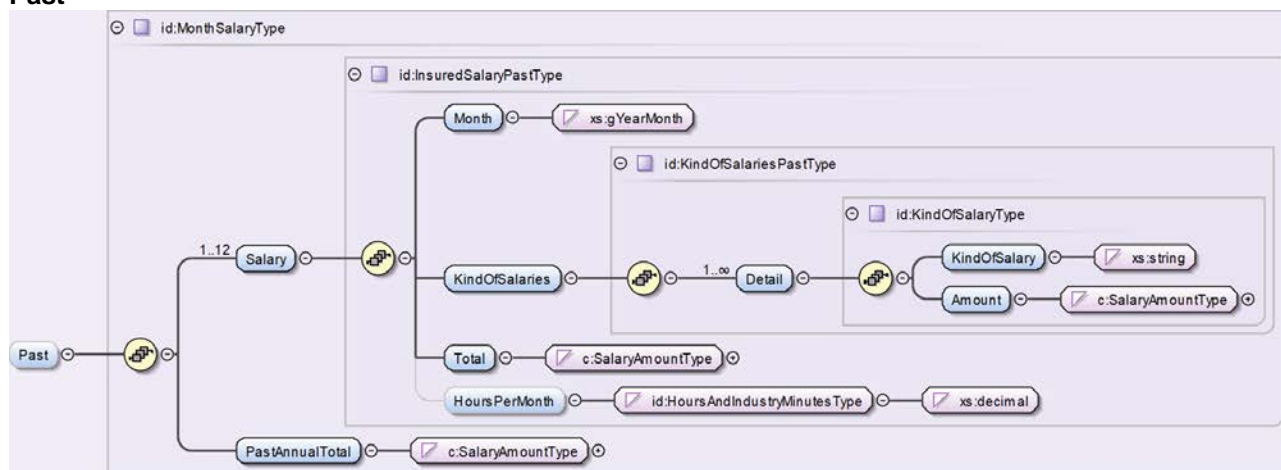 Past
id:MonthSalaryType
id:InsuredSalaryPastType
Month
xs:gYearMonth
id:KindOfSalariesPastType
id:KindOfSalaryType
1..12
Salary
KindOfSalaries
1..∞
Detail
KindOfSalary
xs:string
Amount
c:SalaryAmountType
Past
Total
c:SalaryAmountType
HoursPerMonth
id:HoursAndIndustryMinutesType
xs:decimal
PastAnnualTotal
c:SalaryAmountType